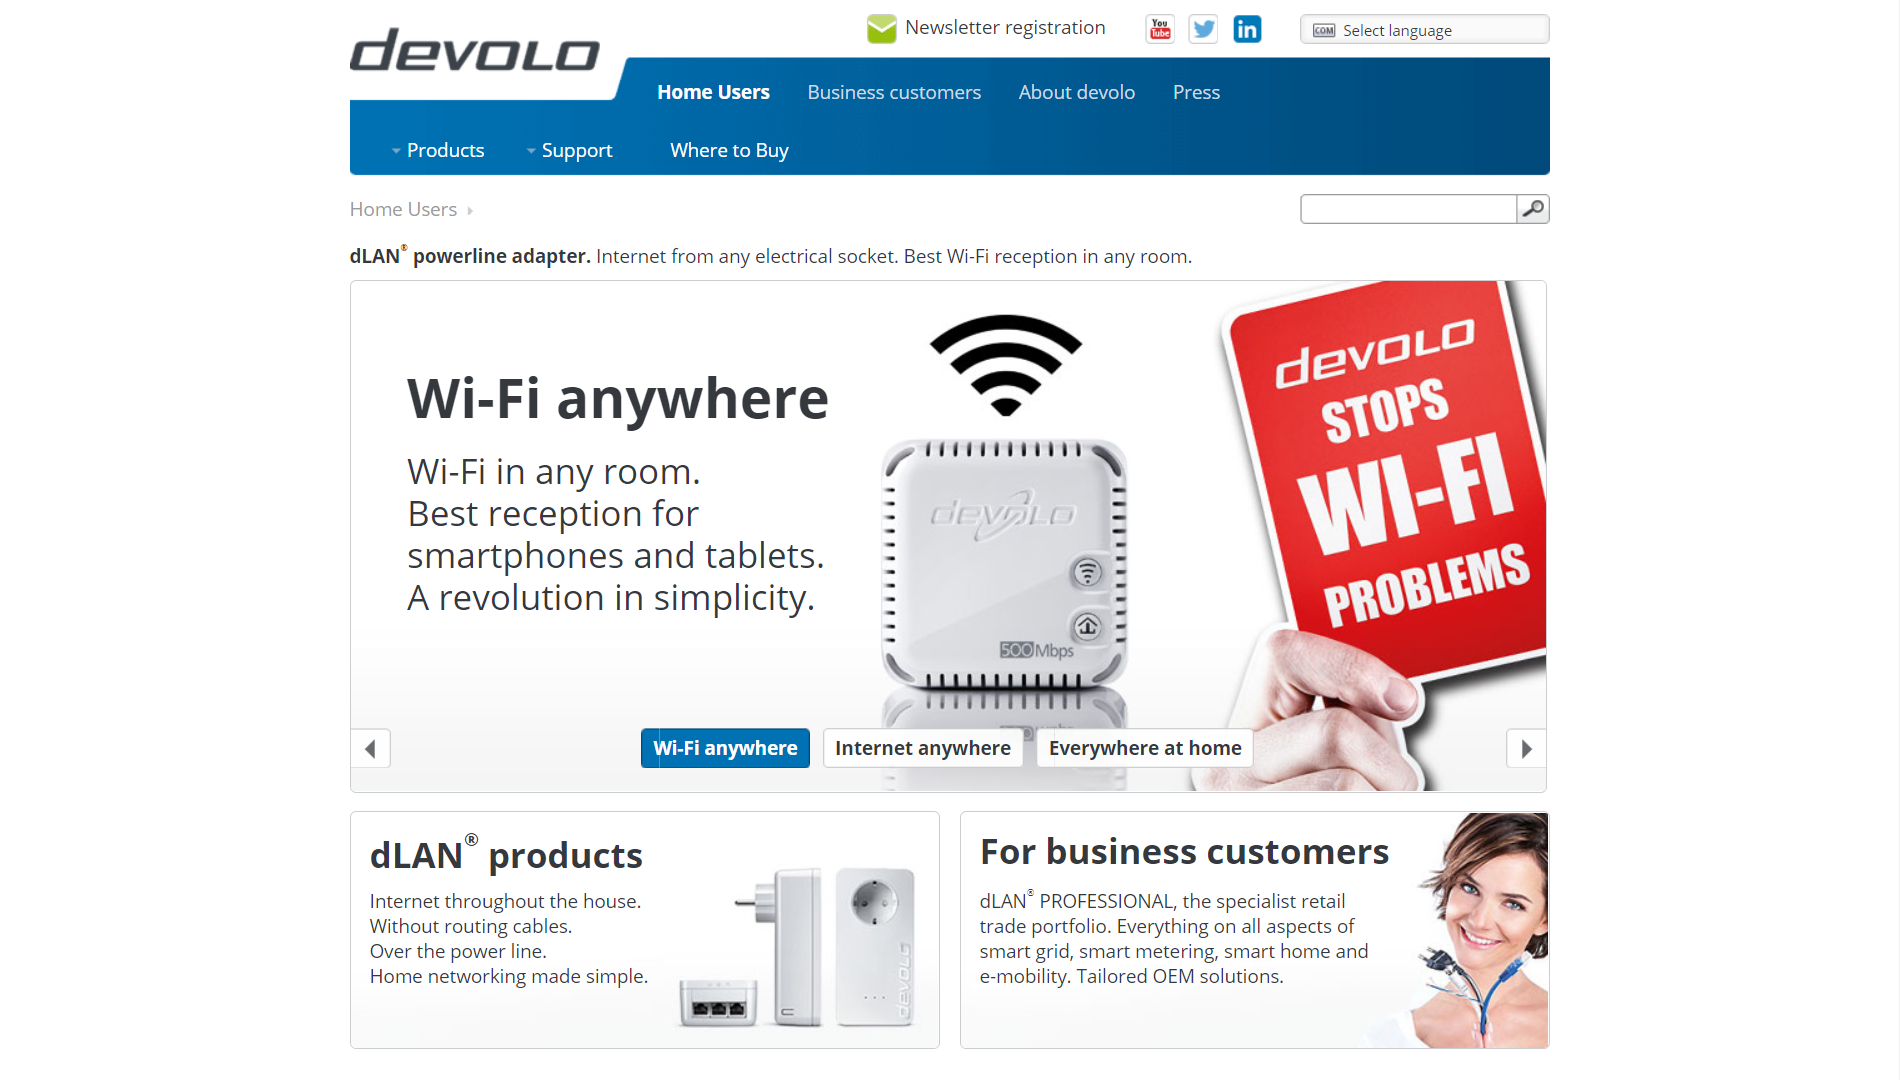 devolo
Newsletter registration
You
Tube
in
COM Select language
Home Users Business customers About devolo Press
Products Support Where to Buy
Home Users
dLAN® powerline adapter. Internet from any electrical socket. Best Wi-Fi reception in any room.
Wi-Fi anywhere
Wi-Fi in any room.
Best reception for
smartphones and tablets.
A revolution in simplicity.
devolo
500Mbps
devolo
STOPS
WI-FI
PROBLEMS
Wi-Fi anywhere
Internet anywhere
Everywhere at home
dLAN® products
Internet throughout the house.
Without routing cables.
Over the power line.
Home networking made simple.
devolo
For business customers
dLAN® PROFESSIONAL, the specialist retail
trade portfolio. Everything on all aspects of
smart grid, smart metering, smart home and
e-mobility. Tailored OEM solutions.